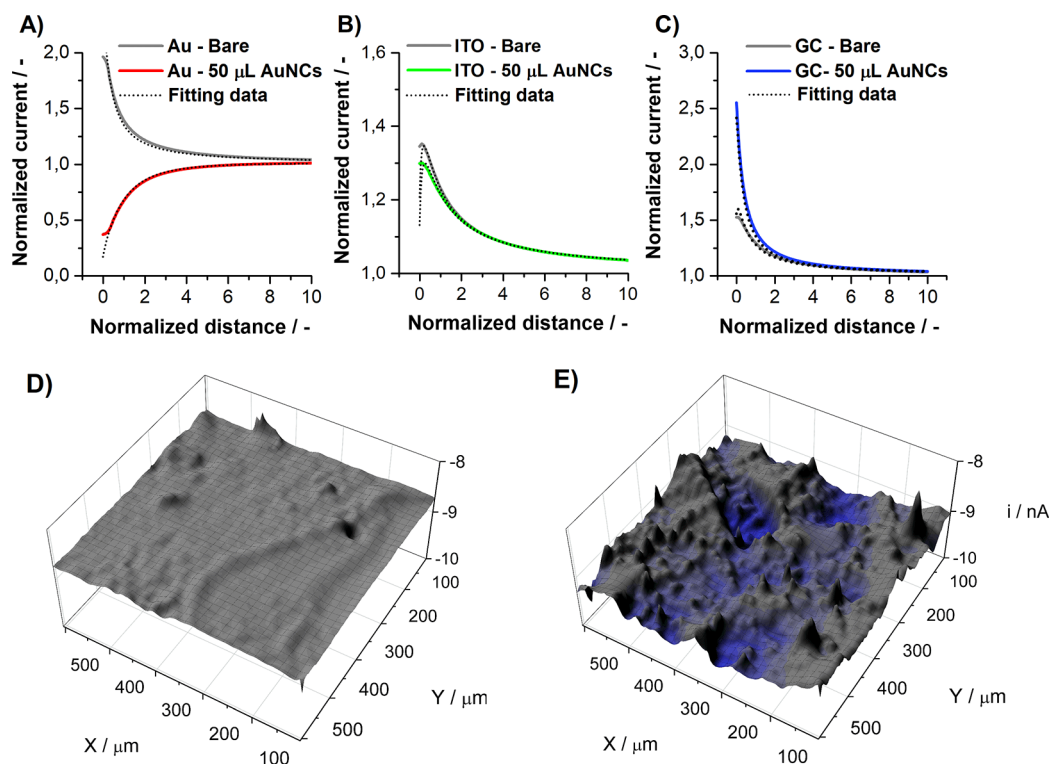 A)
Au - Bare
Au - 50 μL AuNCs
Fitting data
Normalized current / -
2,0
1,5
1,0
0,5
0,0
0 2 4 6 8 10
Normalized distance / -
B)
ITO - Bare
ITO - 50 μL AuNCs
Fitting data
Normalized current / -
1,6
1,4
1,2
1,0
0 2 4 6 8 10
Normalized distance / -
C)
GC - Bare
GC- 50 μL AuNCs
Fitting data
Normalized current / -
3,0
2,5
2,0
1,5
1,0
0 2 4 6 8 10
Normalized distance / -
D)
-8
-9
-10
100
200
300
400
500
Y / μm
500
400
300
200
100
X / μm
E)
-8
-9
-10
i / nA
100
200
300
400
500
Y / μm
500
400
300
200
100
X / μm